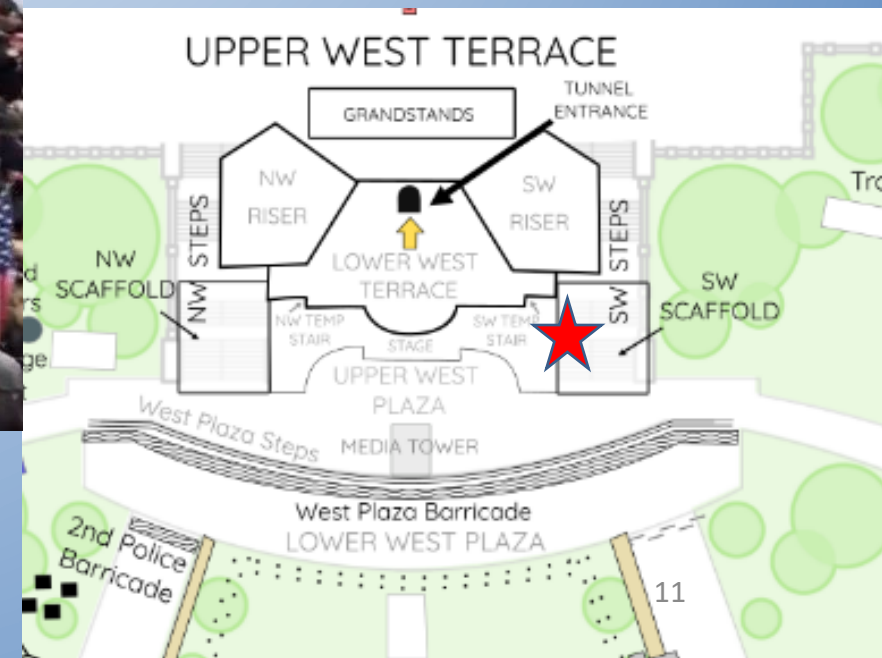 UPPER WEST TERRACE
TUNNEL
ENTRANCE
GRANDSTANDS
NW
RISER
SW
RISER
NW STEPS
SW STEPS
LOWER WEST
TERRACE
NW
SCAFFOLD
SW
SCAFFOLD
NW TEMP
STAIR
STAGE
SW TEMP
STAIR
UPPER WEST
PLAZA
West Plaza Steps
MEDIA TOWER
West Plaza Barricade
LOWER WEST PLAZA
2nd Police
Barricade
11